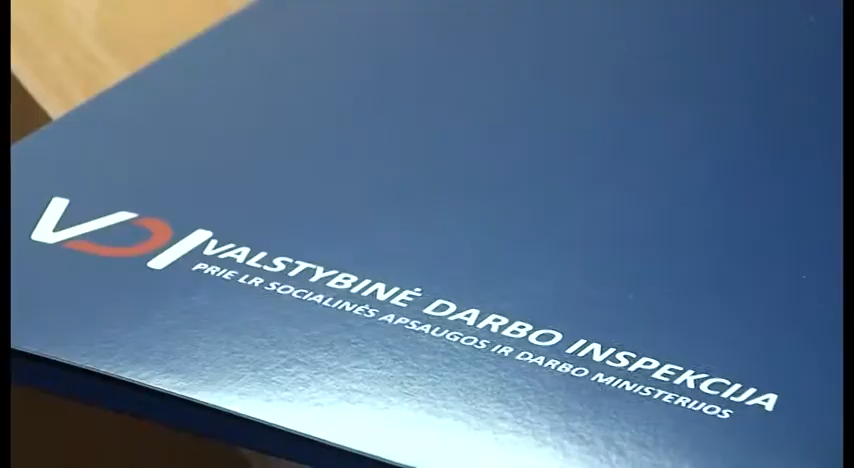 VDI
VALSTYBINĖ DARBO INSPEKCIJA
PRIE LR SOCIALINĖS APSAUGOS IR DARBO MINISTERIJOS